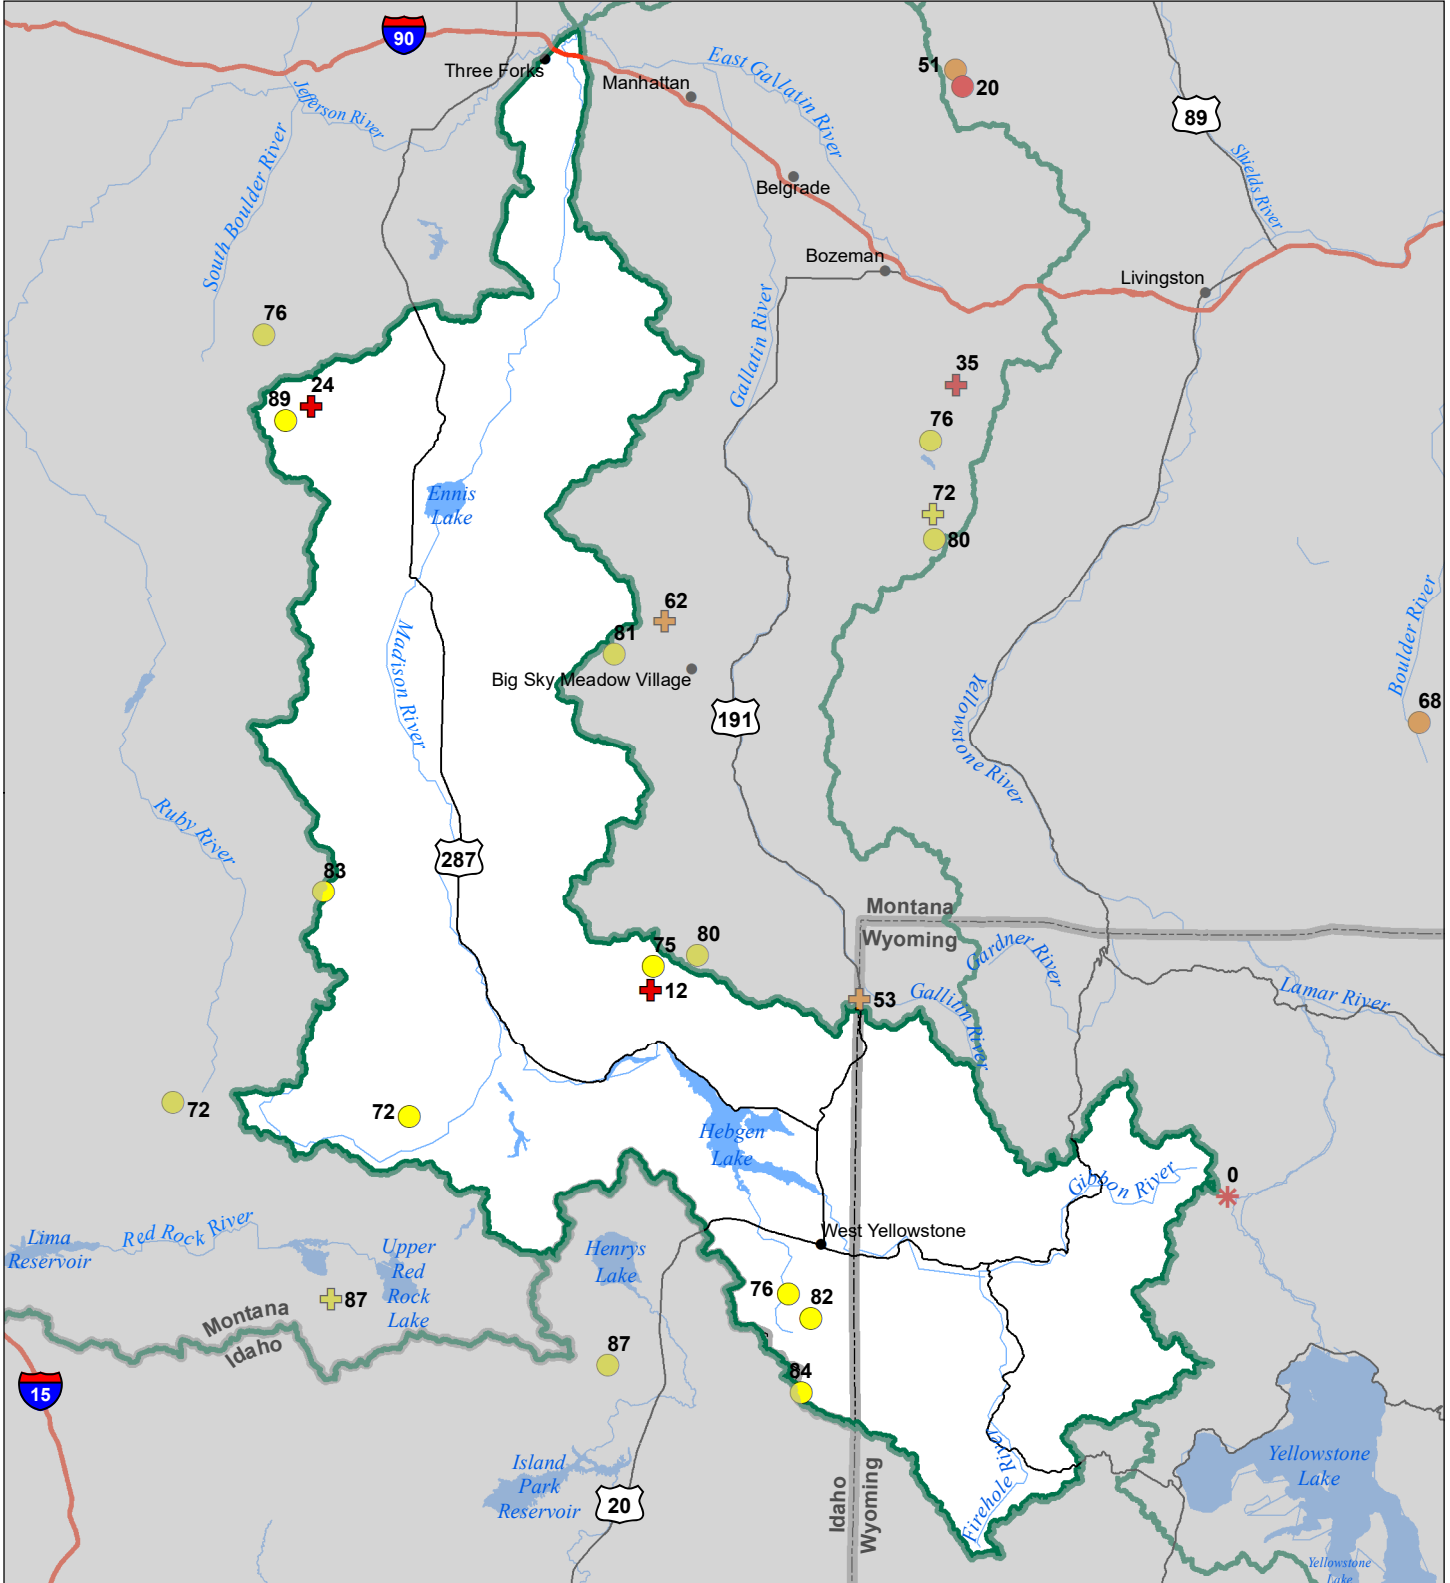 90
Three Forks
Manhattan
East Gallatin River
51
20
89
Jefferson River
South Boulder River
Belgrade
Shields River
Bozeman
Livingston
Gallatin River
76
35
24
89
76
Ennis
Lake
72
80
62
81
Madison River
Big Sky Meadow Village
191
Yellowstone River
Boulder River
68
Ruby River
287
83
Montana
Wyoming
80
75
12
53
Gardner River
Gallitin River
Lamar River
72
72
Hebgen
Lake
Gibbon River
0
West Yellowstone
Lima
Reservoir
Red Rock River
Upper
Red
Rock
Lake
Henrys
Lake
87
Montana
Idaho
76
82
87
84
15
Island
Park
Reservoir
20
Idaho
Wyoming
Firehole River
Yellowstone
Lake
Yellowstone
Lake